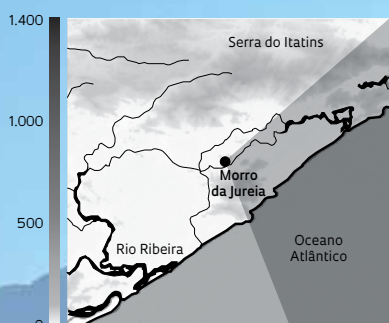 1.400
Serra do Itatins
1.000
Morro
da Jureia
500
Rio Ribeira
Oceano
Atlântico
0